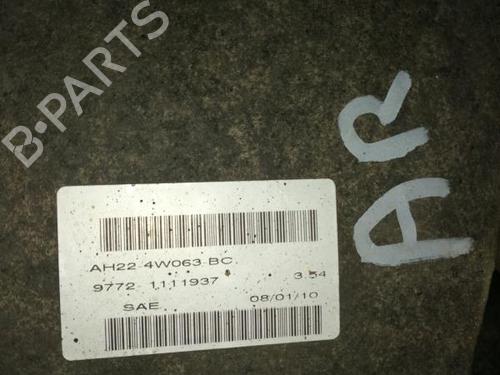 B-PARTS
AR
AH22 4W063 BC
9772 1111937 3.54
SAE 08/01/10